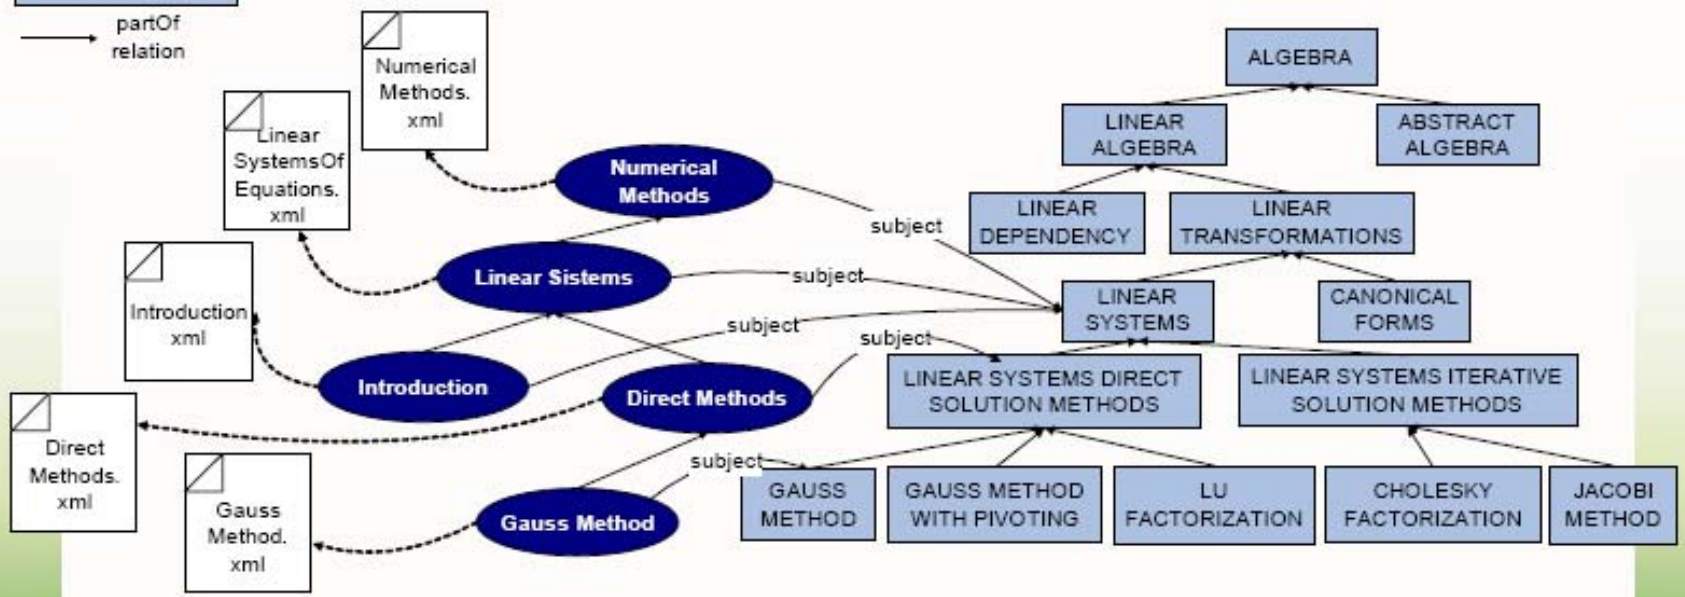 partOf
relation
Numerical
Methods.
xml
Linear
SystemsOf
Equations.
xml
Introduction
xml
Direct
Methods.
xml
Gauss
Method.
xml
Numerical
Methods
Linear Sistems
Introduction
Direct Methods
Gauss Method
subject
subject
subject
subject
subject
ALGEBRA
LINEAR
ALGEBRA
ABSTRACT
ALGEBRA
LINEAR
DEPENDENCY
LINEAR
TRANSFORMATIONS
LINEAR
SYSTEMS
CANONICAL
FORMS
LINEAR SYSTEMS DIRECT
SOLUTION METHODS
LINEAR SYSTEMS ITERATIVE
SOLUTION METHODS
GAUSS
METHOD
GAUSS METHOD
WITH PIVOTING
LU
FACTORIZATION
CHOLESKY
FACTORIZATION
JACOBI
METHOD